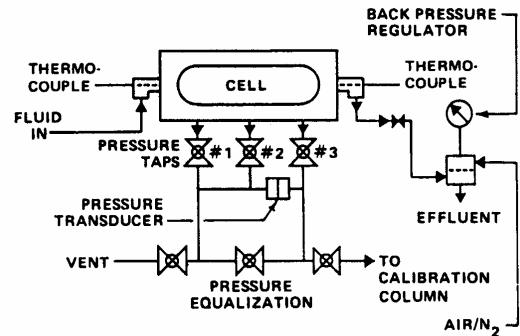 BACK PRESSURE
REGULATOR
THERMO-
COUPLE
CELL
THERMO-
COUPLE
FLUID
IN
PRESSURE
TAPS
#1
#2
#3
PRESSURE
TRANSDUCER
EFFLUENT
VENT
PRESSURE
EQUALIZATION
TO
CALIBRATION
COLUMN
AIR/N2